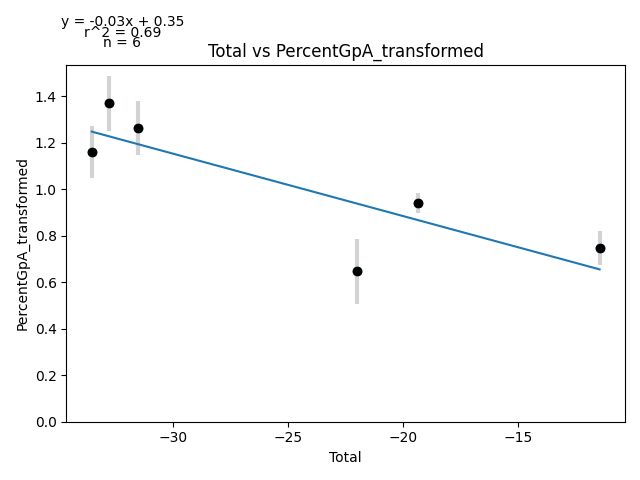 y = -0.03x + 0.35
r^2 = 0.69
n = 6
Total vs PercentGpA_transformed
PercentGpA_transformed
1.4
1.2
1.0
0.8
0.6
0.4
0.2
0.0
−30
−25
−20
−15
Total